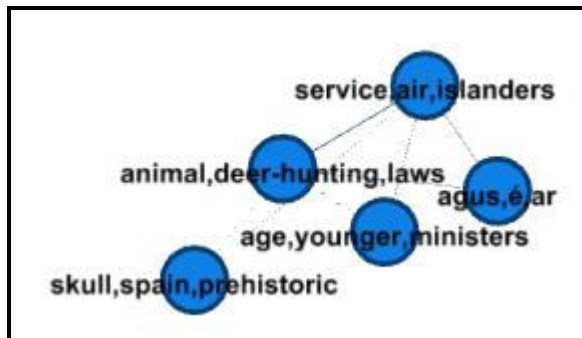 service,air,islanders
animal,deer-hunting,laws
agus,é,ar
age,younger,ministers
skull,spain,prehistoric